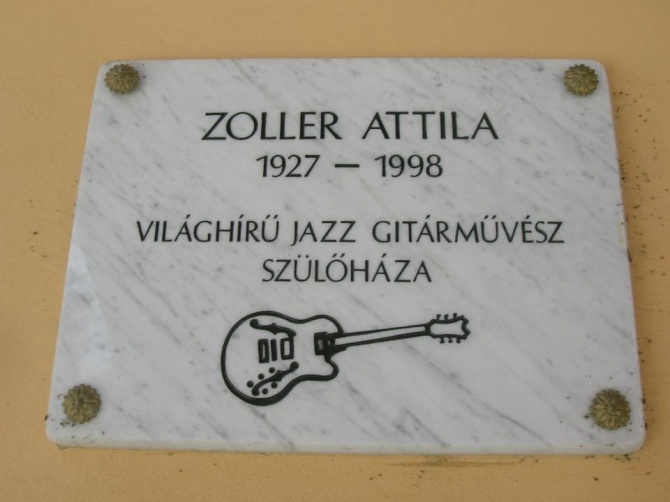 ZOLLER ATTILA
1927 – 1998
VILÁGHÍRŰ JAZZ GITÁRMŰVÉSZ
SZÜLŐHÁZA